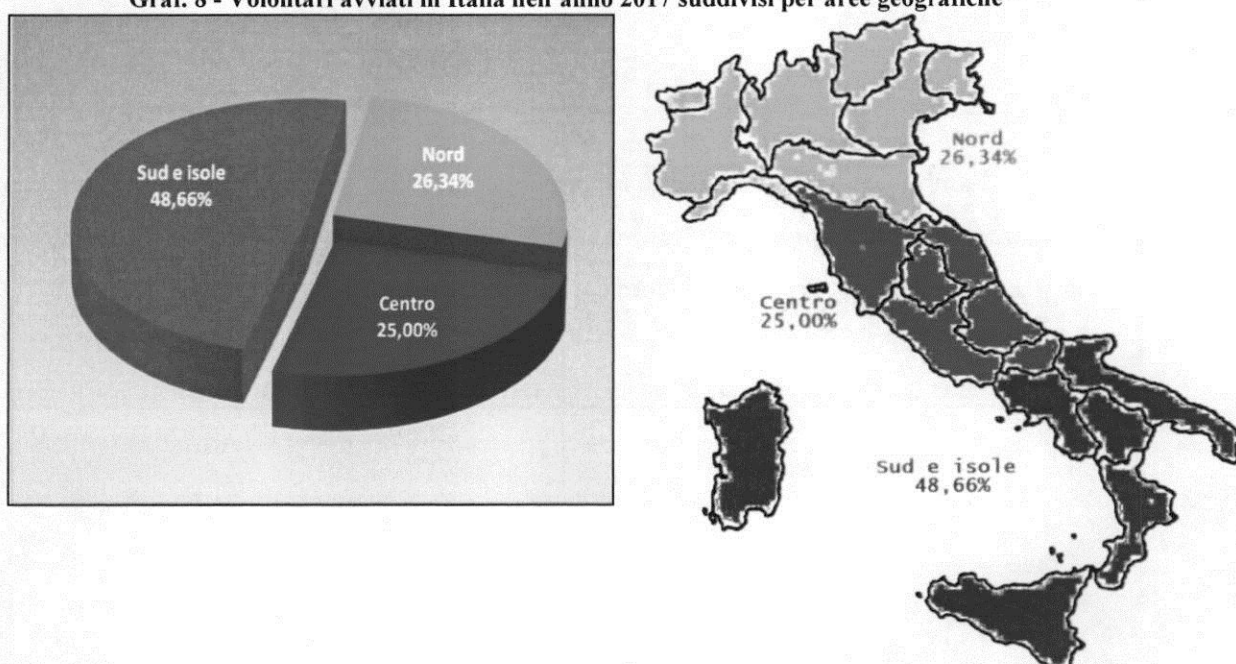 Graf. 8 - Volontari avviati in Italia nell'anno 2017 suddivisi per aree geografiche
Sud e isole
48,66%
Nord
26,34%
Centro
25,00%
Nord
26,34%
Centro
25,00%
Sud e isole
48,66%